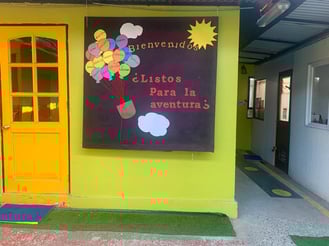 Bienvenidos
¿Listos
Para la
aventura?